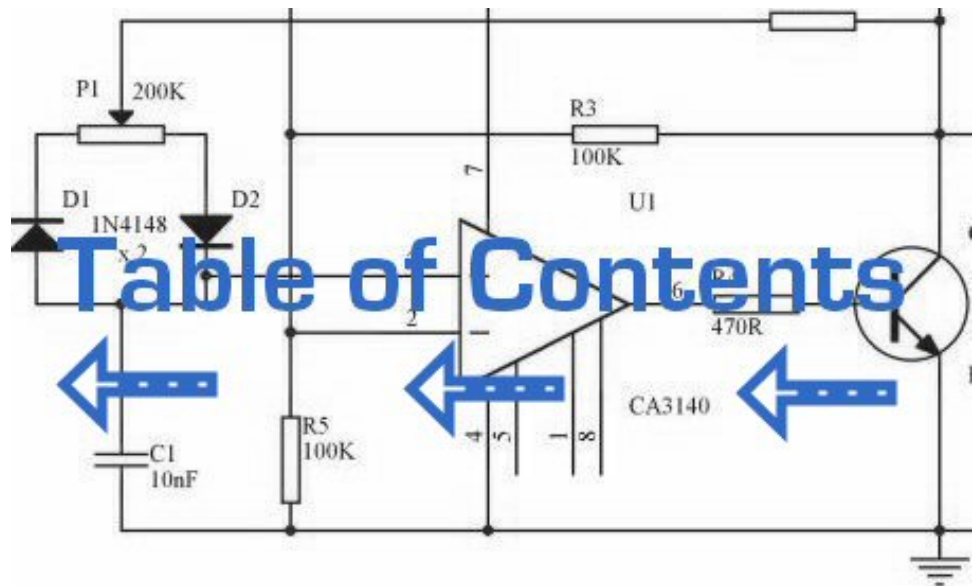 P1 200K
R3
100K
7
D1
1N4148
x 2
D2
U1
Table of Contents
2
6
470R
CA3140
R5
100K
4
5
1
8
C1
10nF